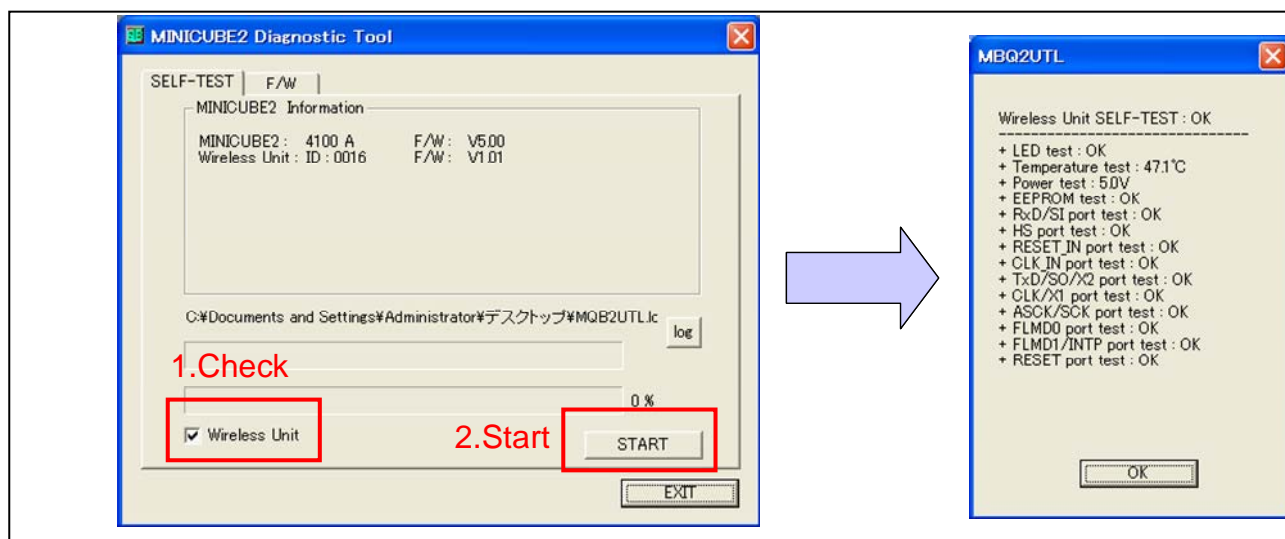 MINICUBE2 Diagnostic Tool
SELF-TEST
F/W
MINICUBE2 Information
MINICUBE2 : 4100 A F/W : V5.00
Wireless Unit : ID : 0016 F/W : V1.01
C:¥Documents and Settings¥Administrator¥デスクトップ¥MQB2UTL.lc
log
1.Check
0 %
Wireless Unit
2.Start
START
EXIT
MBQ2UTL
Wireless Unit SELF-TEST : OK
--------------------------------
+ LED test : OK
+ Temperature test : 47.1℃
+ Power test : 5.0V
+ EEPROM test : OK
+ RxD/SI port test : OK
+ HS port test : OK
+ RESET_IN port test : OK
+ CLK_IN port test : OK
+ TxD/SO/X2 port test : OK
+ CLK/X1 port test : OK
+ ASCK/SCK port test : OK
+ FLMD0 port test : OK
+ FLMD1/INTP port test : OK
+ RESET port test : OK
OK